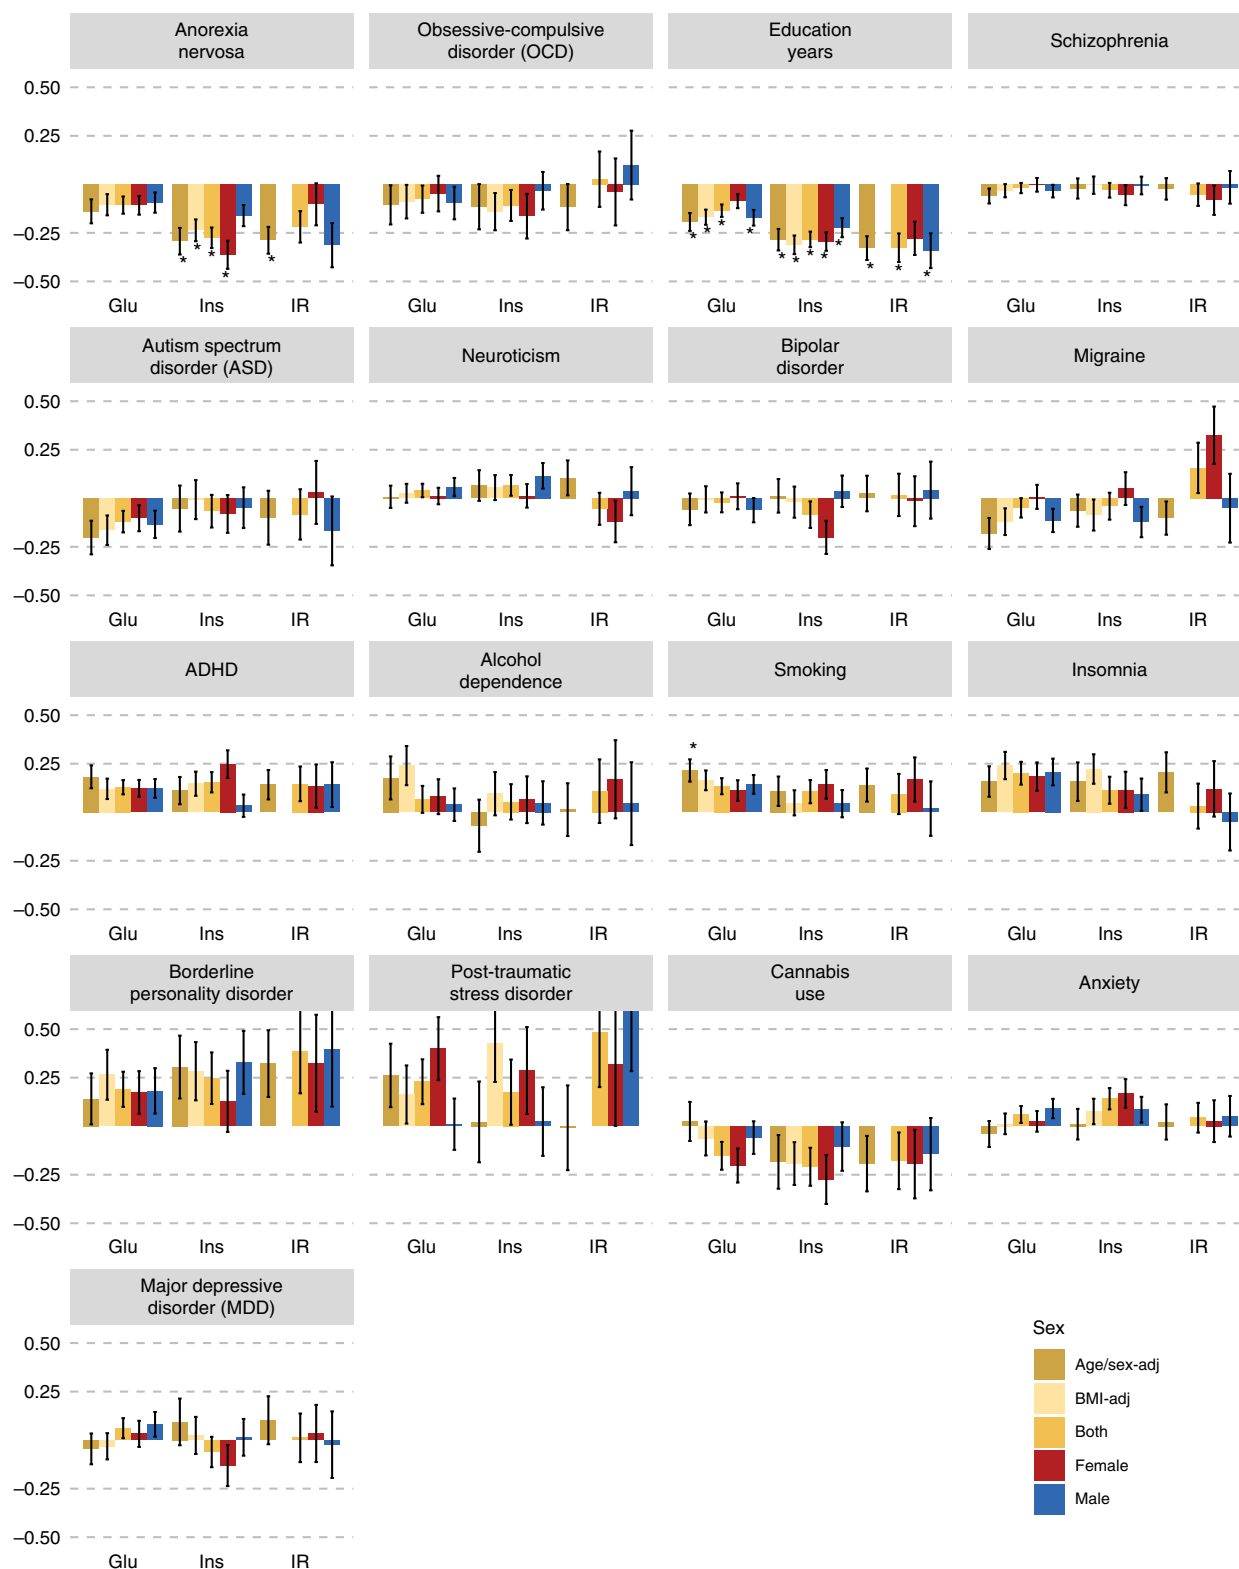 Anorexia
nervosa
Obsessive-compulsive
disorder (OCD)
Education
years
Schizophrenia
0.50
0.25
–0.25
–0.50
* * * * *
* * * * * * * * * * * *
Glu Ins IR
Glu Ins IR
Glu Ins IR
Glu Ins IR
Autism spectrum
disorder (ASD)
Neuroticism
Bipolar
disorder
Migraine
0.50
0.25
–0.25
–0.50
Glu Ins IR
Glu Ins IR
Glu Ins IR
Glu Ins IR
ADHD
Alcohol
dependence
Smoking
Insomnia
0.50
0.25
–0.25
–0.50
*
Glu Ins IR
Glu Ins IR
Glu Ins IR
Glu Ins IR
Borderline
personality disorder
Post-traumatic
stress disorder
Cannabis
use
Anxiety
0.50
0.25
–0.25
–0.50
Glu Ins IR
Glu Ins IR
Glu Ins IR
Glu Ins IR
Major depressive
disorder (MDD)
0.50
0.25
–0.25
–0.50
Glu Ins IR
Sex
Age/sex-adj
BMI-adj
Both
Female
Male